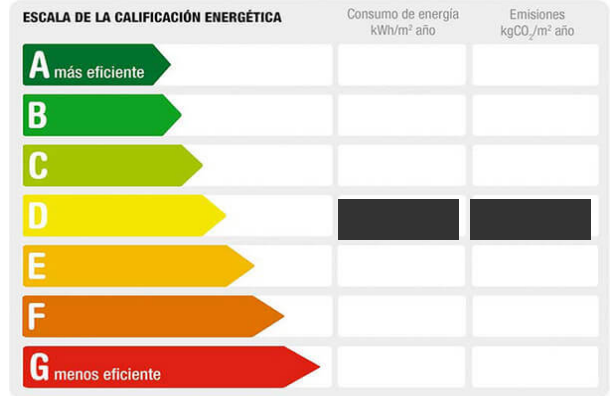 ESCALA DE LA CALIFICACIÓN ENERGÉTICA
Consumo de energía
kWh/m² año
Emisiones
kgCO₂/m² año
A más eficiente
B
C
D
E
F
G menos eficiente